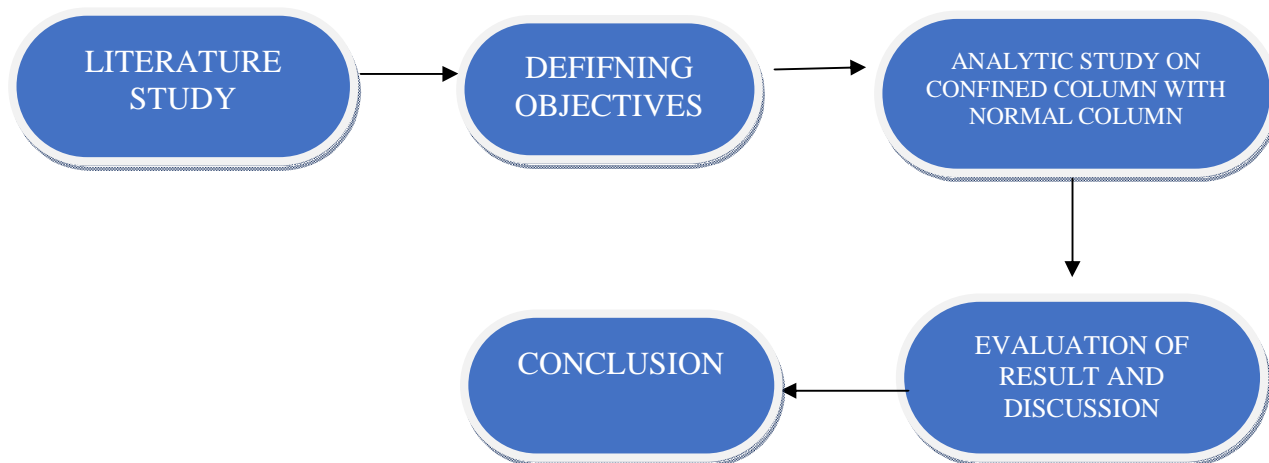 LITERATURE
STUDY
DEFIFNING
OBJECTIVES
ANALYTIC STUDY ON
CONFINED COLUMN WITH
NORMAL COLUMN
EVALUATION OF
RESULT AND
DISCUSSION
CONCLUSION